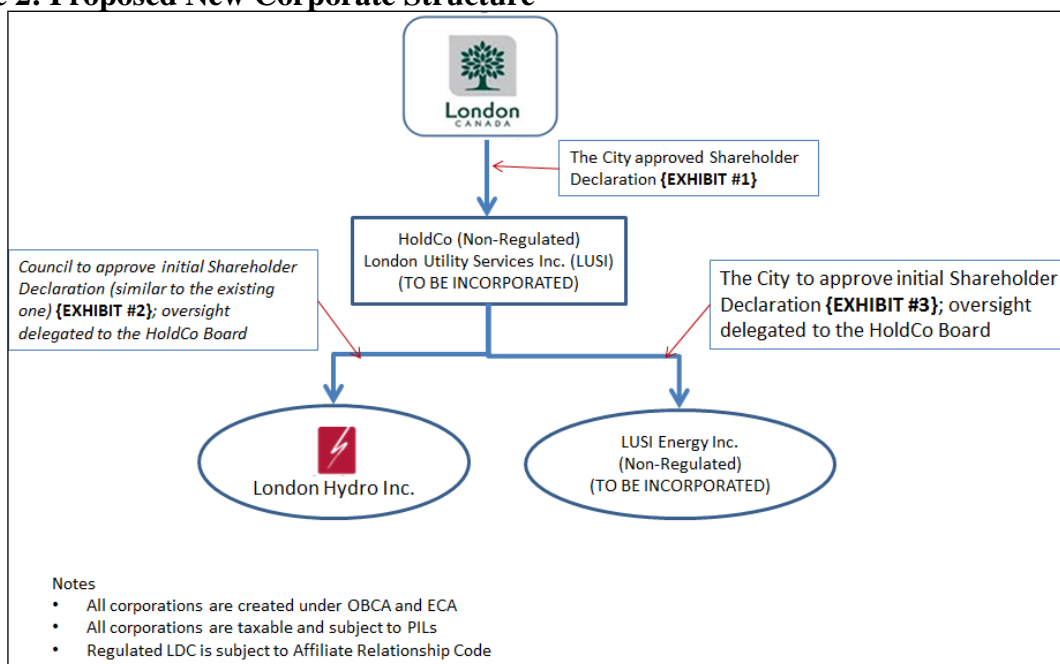 e 2: Proposed New Corporate Structure
London
CANADA
The City approved Shareholder
Declaration {EXHIBIT #1}
HoldCo (Non-Regulated)
London Utility Services Inc. (LUSI)
(TO BE INCORPORATED)
Council to approve initial Shareholder
Declaration (similar to the existing
one) {EXHIBIT #2}; oversight
delegated to the HoldCo Board
The City to approve initial Shareholder
Declaration {EXHIBIT #3}; oversight
delegated to the HoldCo Board
London Hydro Inc.
LUSI Energy Inc.
(Non-Regulated)
(TO BE INCORPORATED)
Notes
• All corporations are created under OBCA and ECA
• All corporations are taxable and subject to PILs
• Regulated LDC is subject to Affiliate Relationship Code